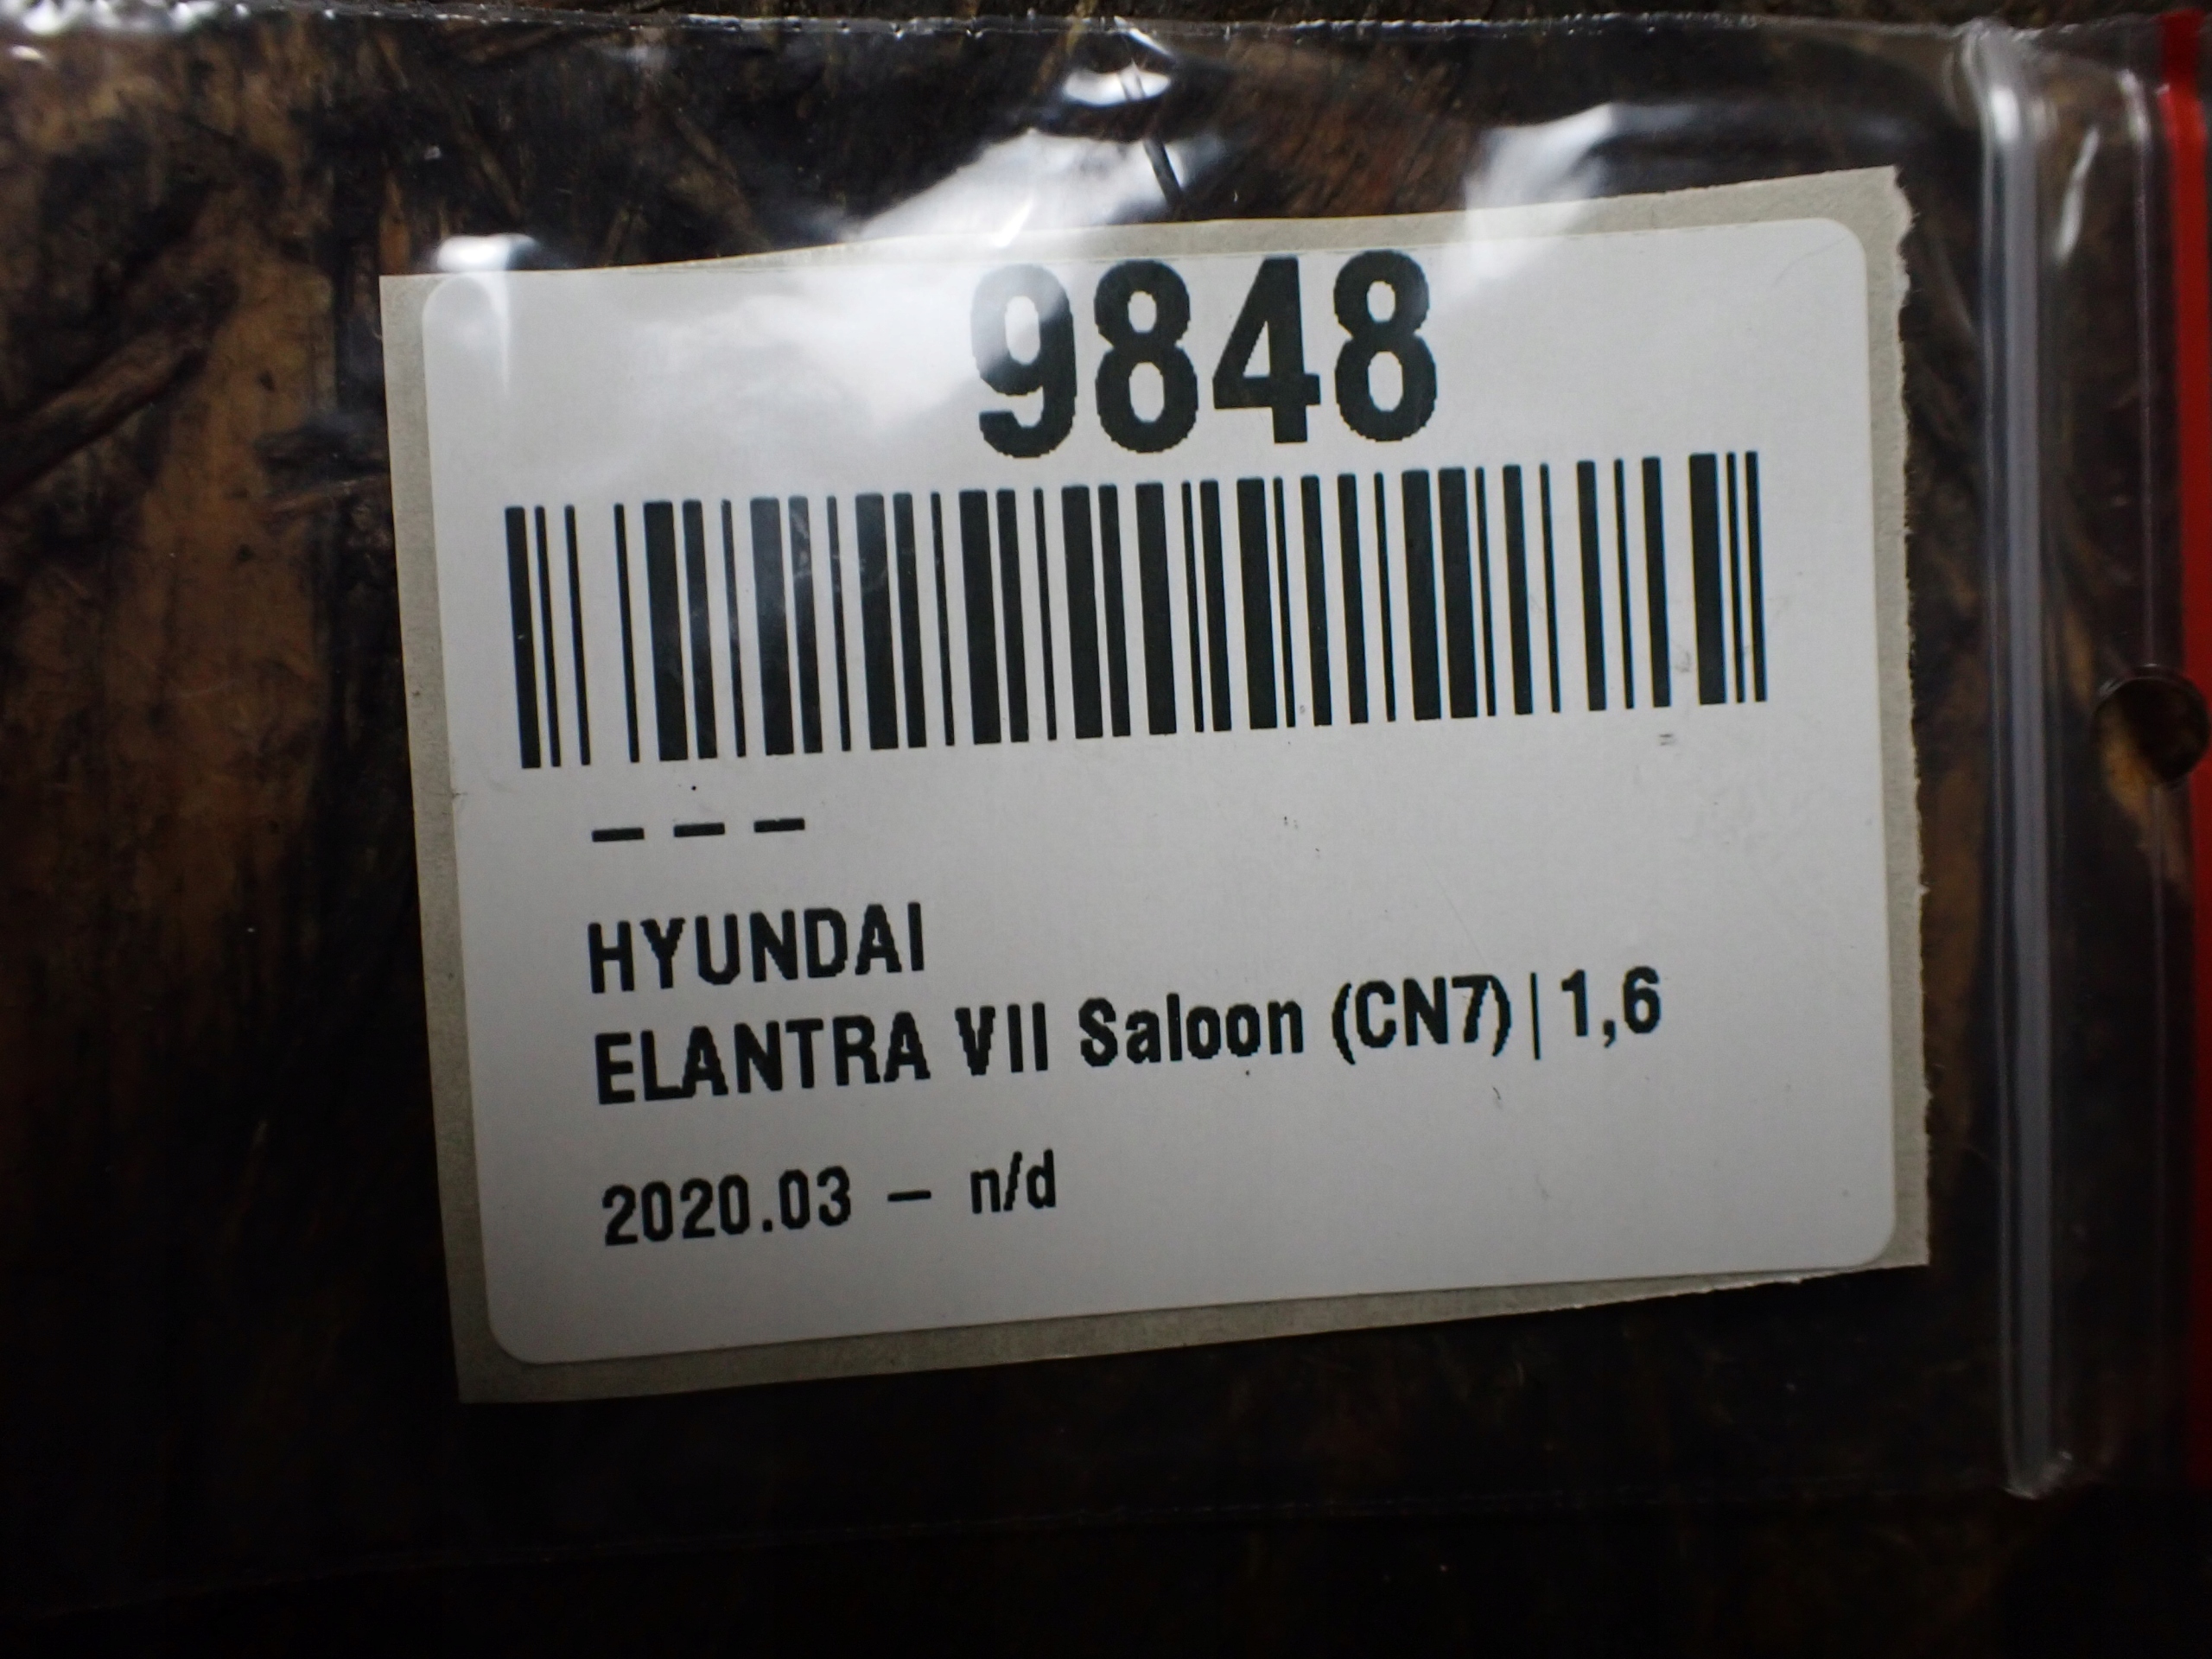 9848
– – –
HYUNDAI
ELANTRA VII Saloon (CN7)|1,6
2020.03 – n/d